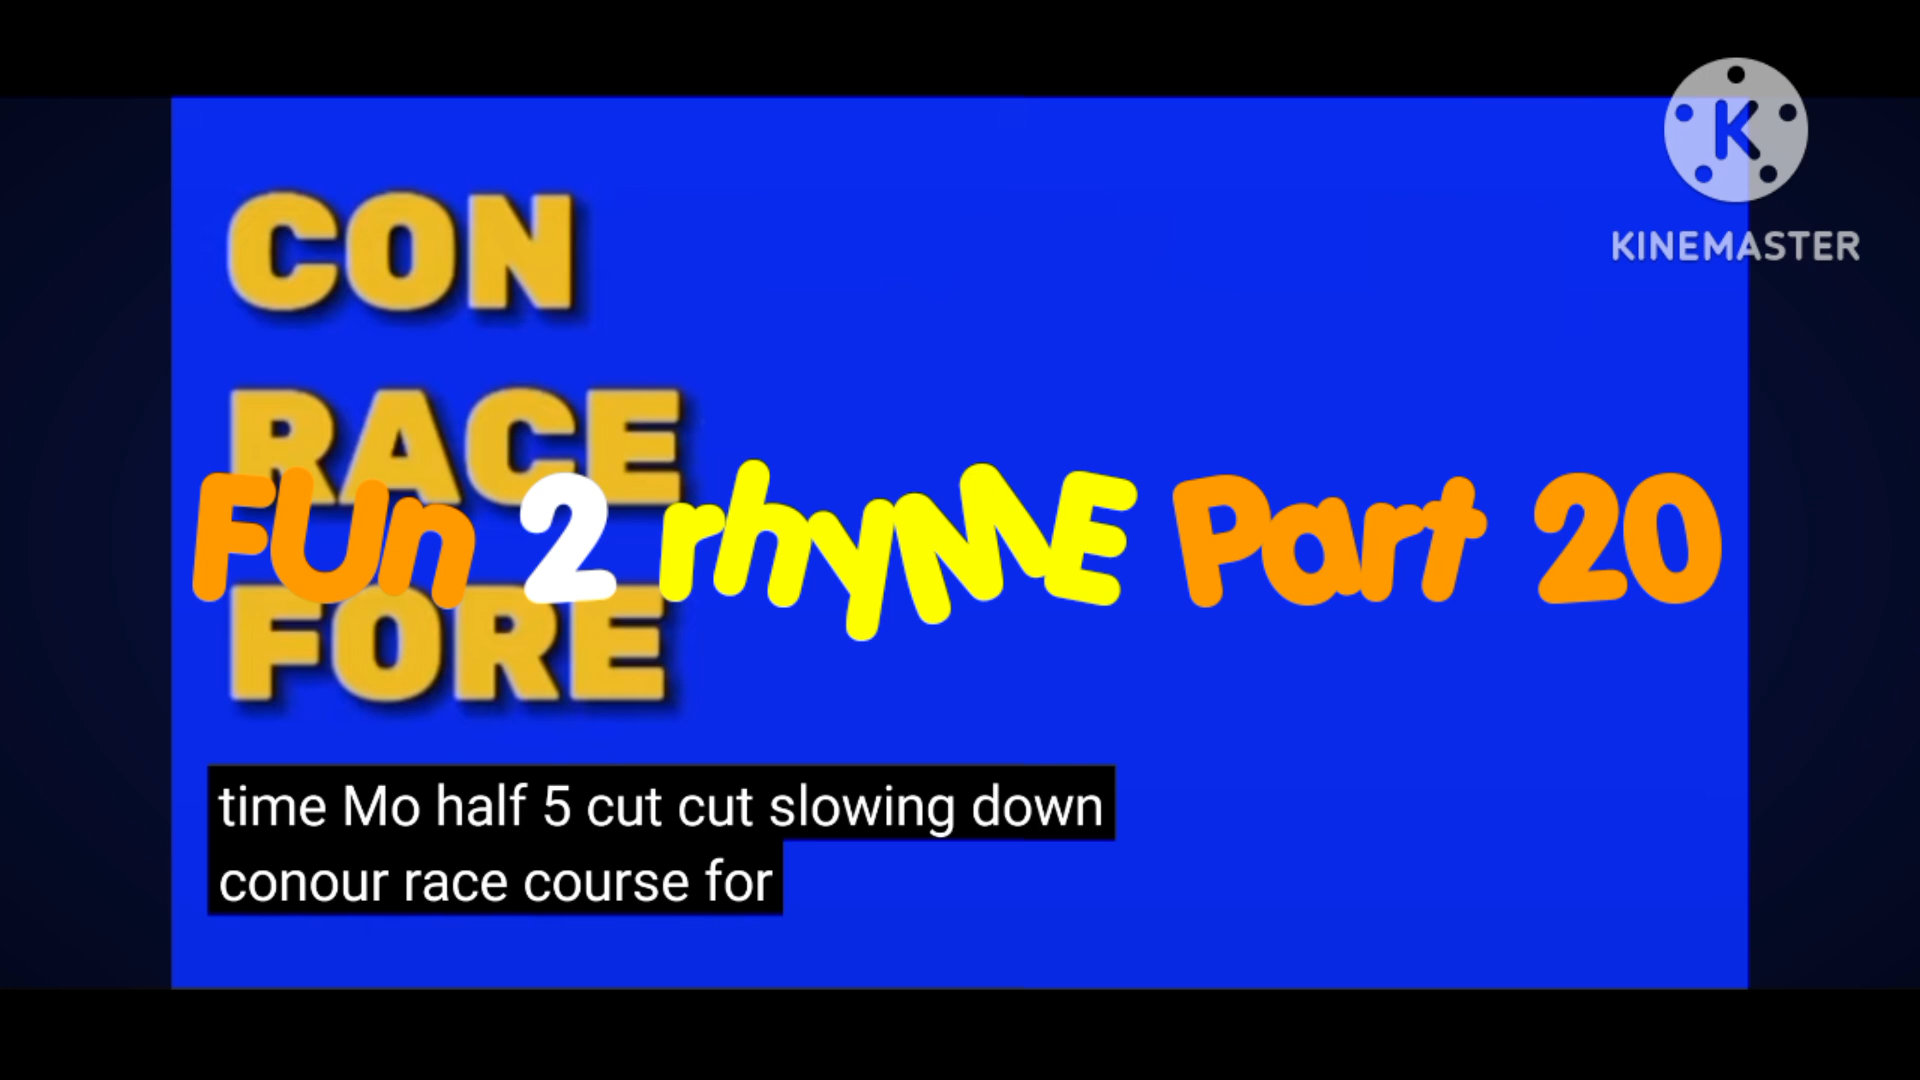 K
KINEMASTER
CON
RACE
FUn 2 rhyME Part 20
FORE
time Mo half 5 cut cut slowing down
conour race course for